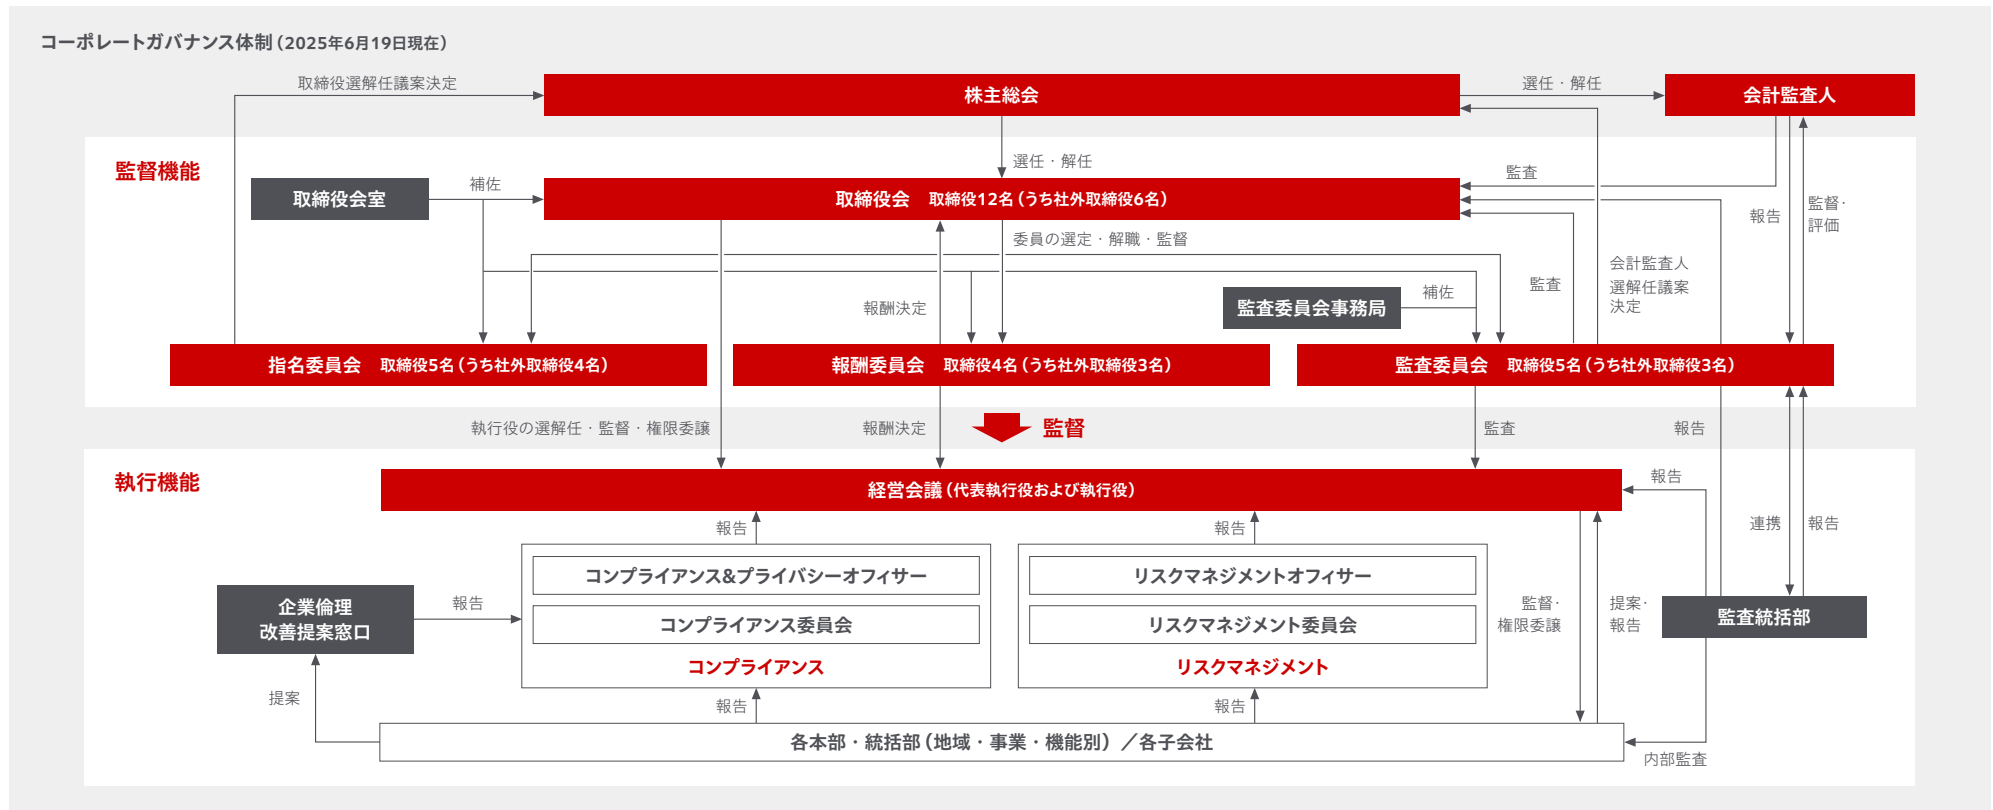 コーポレートガバナンス体制(2025年6月19日現在)
取締役選解任議案決定
株主総会
選任・解任
会計監査人
監督機能
選任・解任
監査
取締役会室
補佐
取締役会 取締役12名(うち社外取締役6名)
報告
監督・
評価
委員の選定・解職・監督
会計監査人
選解任議案
決定
監査
報酬決定
監査委員会事務局
補佐
指名委員会 取締役5名(うち社外取締役4名)
報酬委員会 取締役4名(うち社外取締役3名)
監査委員会 取締役5名(うち社外取締役3名)
執行役の選解任・監督・権限委譲
報酬決定
監督
監査
報告
執行機能
経営会議(代表執行役および執行役)
報告
報告
報告
連携
報告
コンプライアンス&プライバシーオフィサー
リスクマネジメントオフィサー
企業倫理
改善提案窓口
報告
コンプライアンス委員会
リスクマネジメント委員会
監督・
権限委譲
提案・
報告
監査統括部
コンプライアンス
リスクマネジメント
提案
報告
報告
各本部・統括部(地域・事業・機能別)/各子会社
内部監査